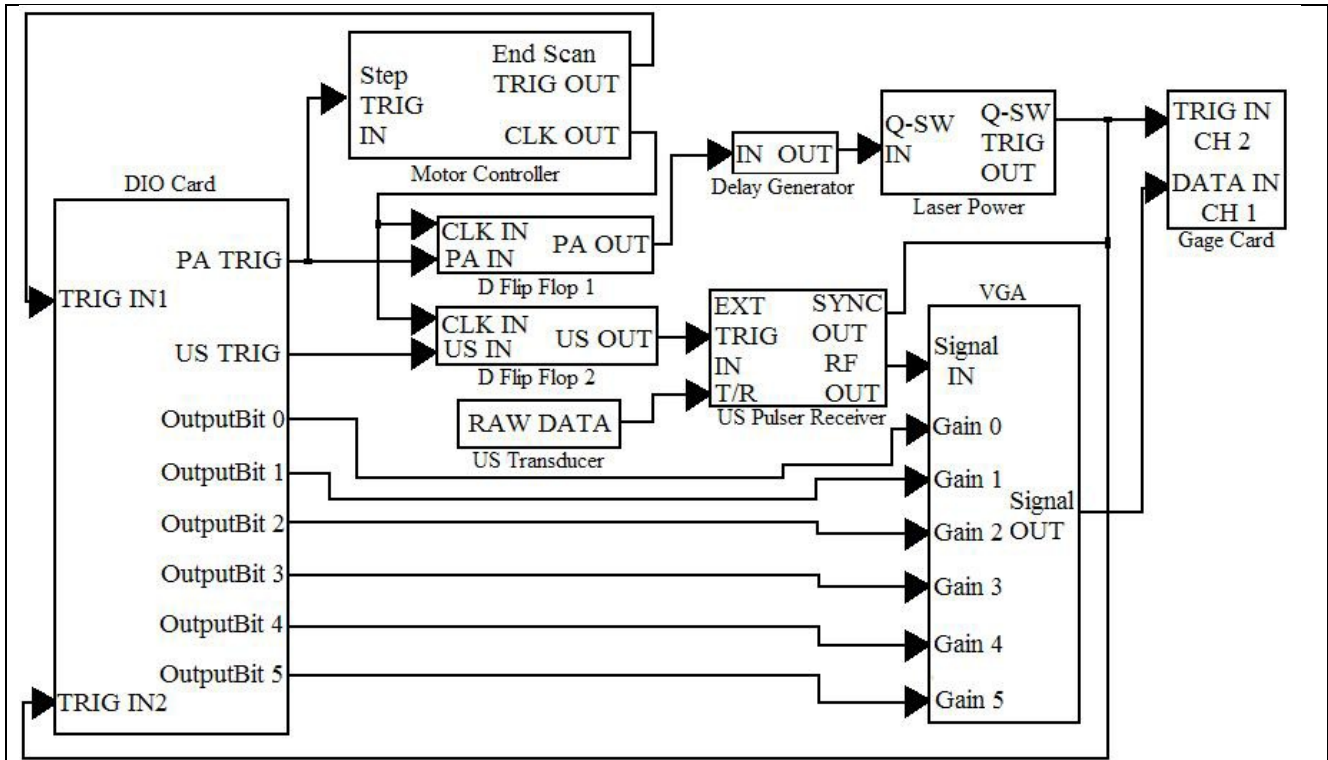 End Scan
TRIG OUT
Step
TRIG
IN
CLK OUT
Motor Controller
Q-SW
IN
Q-SW
TRIG
OUT
Laser Power
TRIG IN
CH 2
DATA IN
CH 1
Gage Card
IN OUT
Delay Generator
DIO Card
PA TRIG
TRIG IN1
US TRIG
OutputBit 0
OutputBit 1
OutputBit 2
OutputBit 3
OutputBit 4
OutputBit 5
TRIG IN2
CLK IN
PA IN
PA OUT
D Flip Flop 1
CLK IN
US IN
US OUT
D Flip Flop 2
RAW DATA
US Transducer
EXT
TRIG
IN
T/R
SYNC
OUT
RF
OUT
US Pulser Receiver
VGA
Signal
IN
Gain 0
Gain 1
Gain 2
Gain 3
Gain 4
Gain 5
Signal
OUT